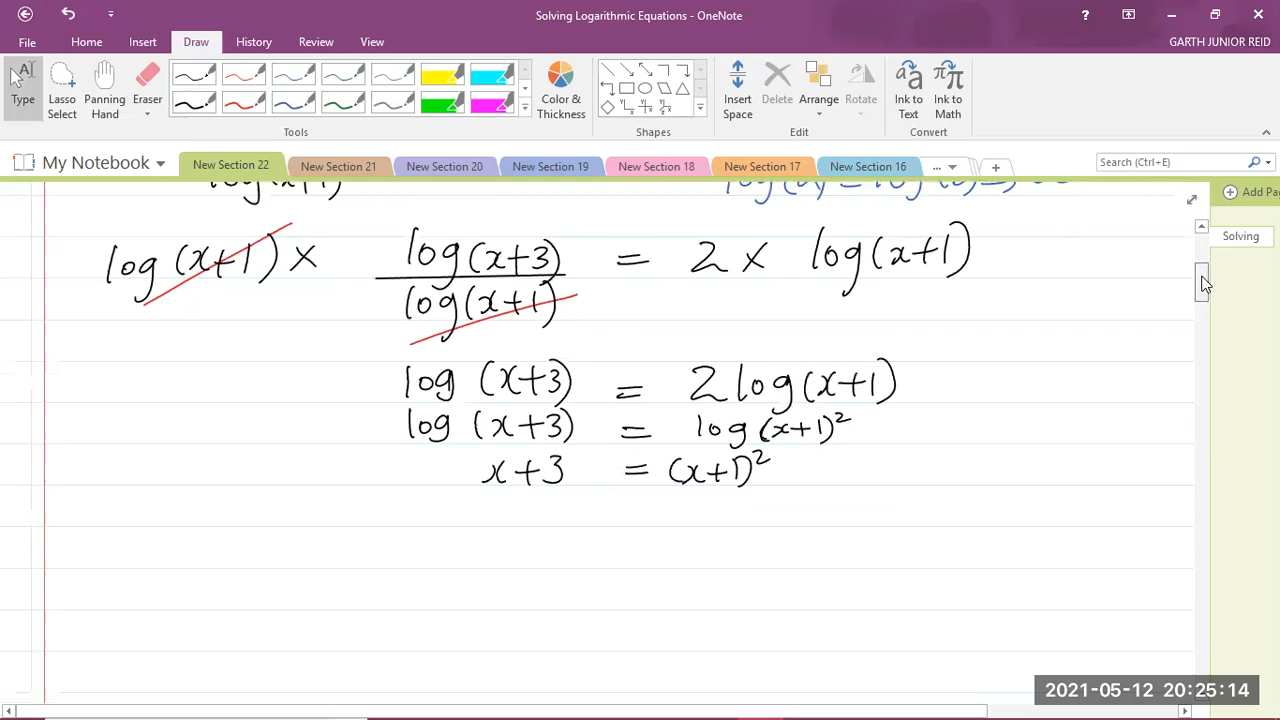 Solving Logarithmic Equations - OneNote
?
File Home Insert Draw History Review View
GARTH JUNIOR REID
Type
Lasso Select
Panning Hand
Eraser
Color & Thickness
Insert Space
Delete
Arrange
Rotate
Ink to Text
Ink to Math
Tools
Shapes
Edit
Convert
My Notebook
New Section 22
New Section 21
New Section 20
New Section 19
New Section 18
New Section 17
New Section 16
...
Search (Ctrl+E)
Add Pa
Solving
log(x+1)
log(x+1) × log(x+3) = 2 × log(x+1)
log(x+1)
log (x+3) = 2 log(x+1)
log (x+3) = log(x+1)²
x+3 = (x+1)²
2021-05-12 20:25:14